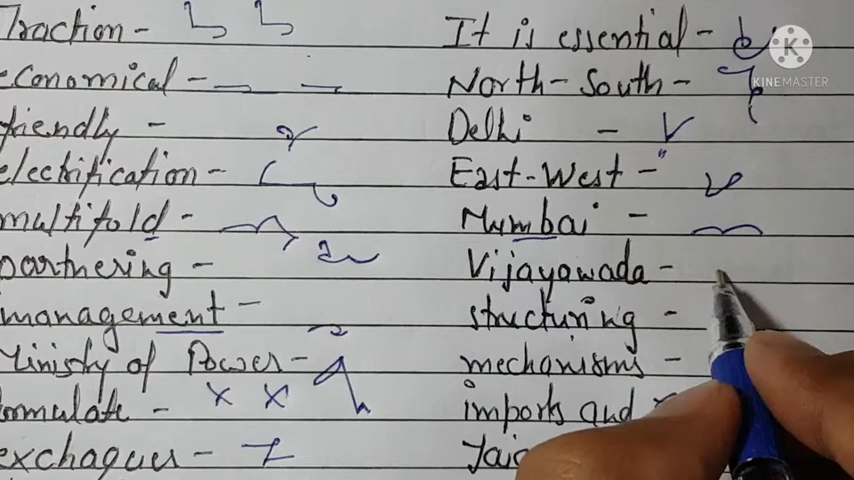 Traction - It is essential -
economical - North-South -
friendly - Delhi -
electrification - East-West -"
multifold - Mumbai -
partnering - Vijayawada -
management - structuring -
Ministry of Power - mechanisms -
formulate - imports and
exchaques -
K
KINEMASTER